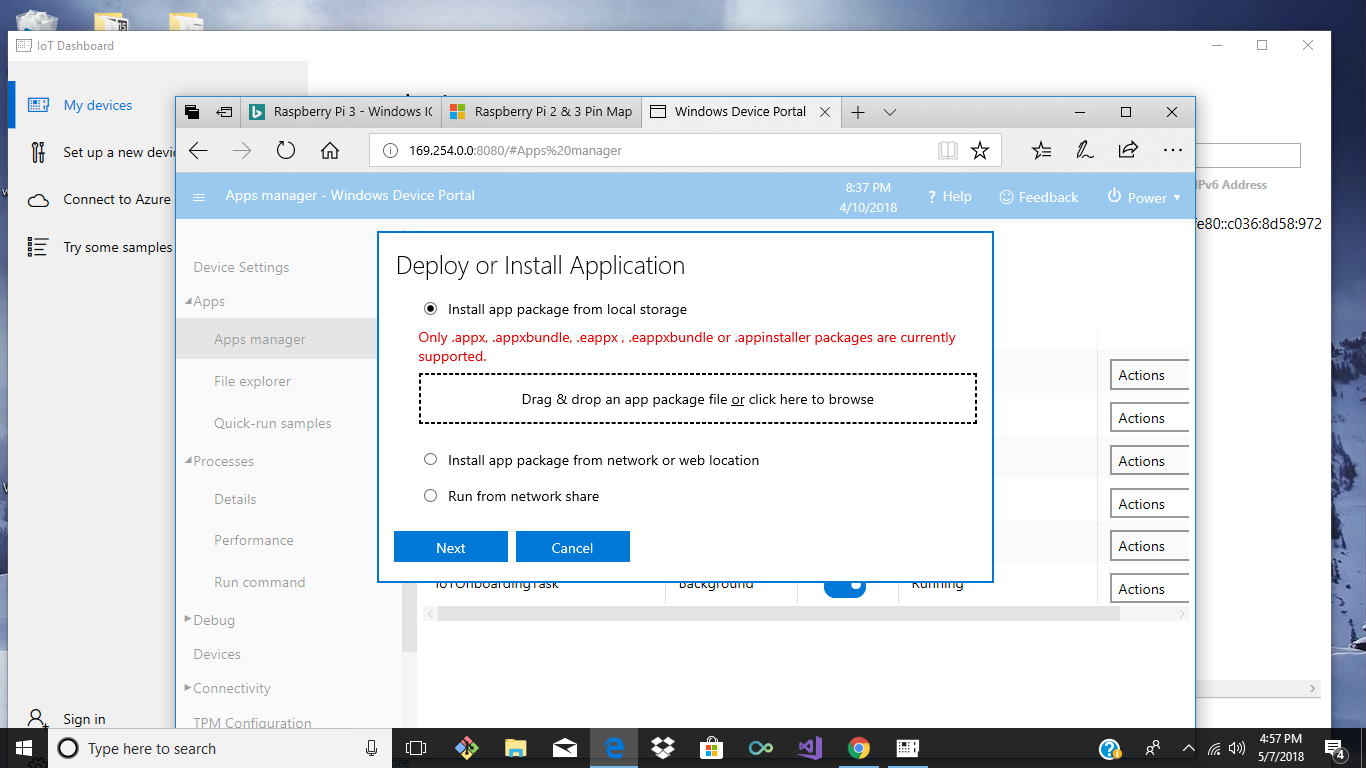 IoT Dashboard
My devices
Set up a new devic
Connect to Azure
Try some samples
Sign in
Raspberry Pi 3 - Windows IC
Raspberry Pi 2 & 3 Pin Map
Windows Device Portal
169.254.0.0:8080/#Apps%20manager
Apps manager - Windows Device Portal
8:37 PM
4/10/2018
? Help
Feedback
Power
IPv6 Address
fe80::c036:8d58:972
Device Settings
Apps
Apps manager
File explorer
Quick-run samples
Processes
Details
Performance
Run command
Debug
Devices
Connectivity
TPM Configuration
Deploy or Install Application
Install app package from local storage
Only .appx, .appxbundle, .eappx , .eappxbundle or .appinstaller packages are currently
supported.
Drag & drop an app package file or click here to browse
Install app package from network or web location
Run from network share
Next
Cancel
Actions
Actions
Actions
Actions
Actions
IoTOnboardingTask
Background
Running
Actions
Type here to search
4:57 PM
5/7/2018
4